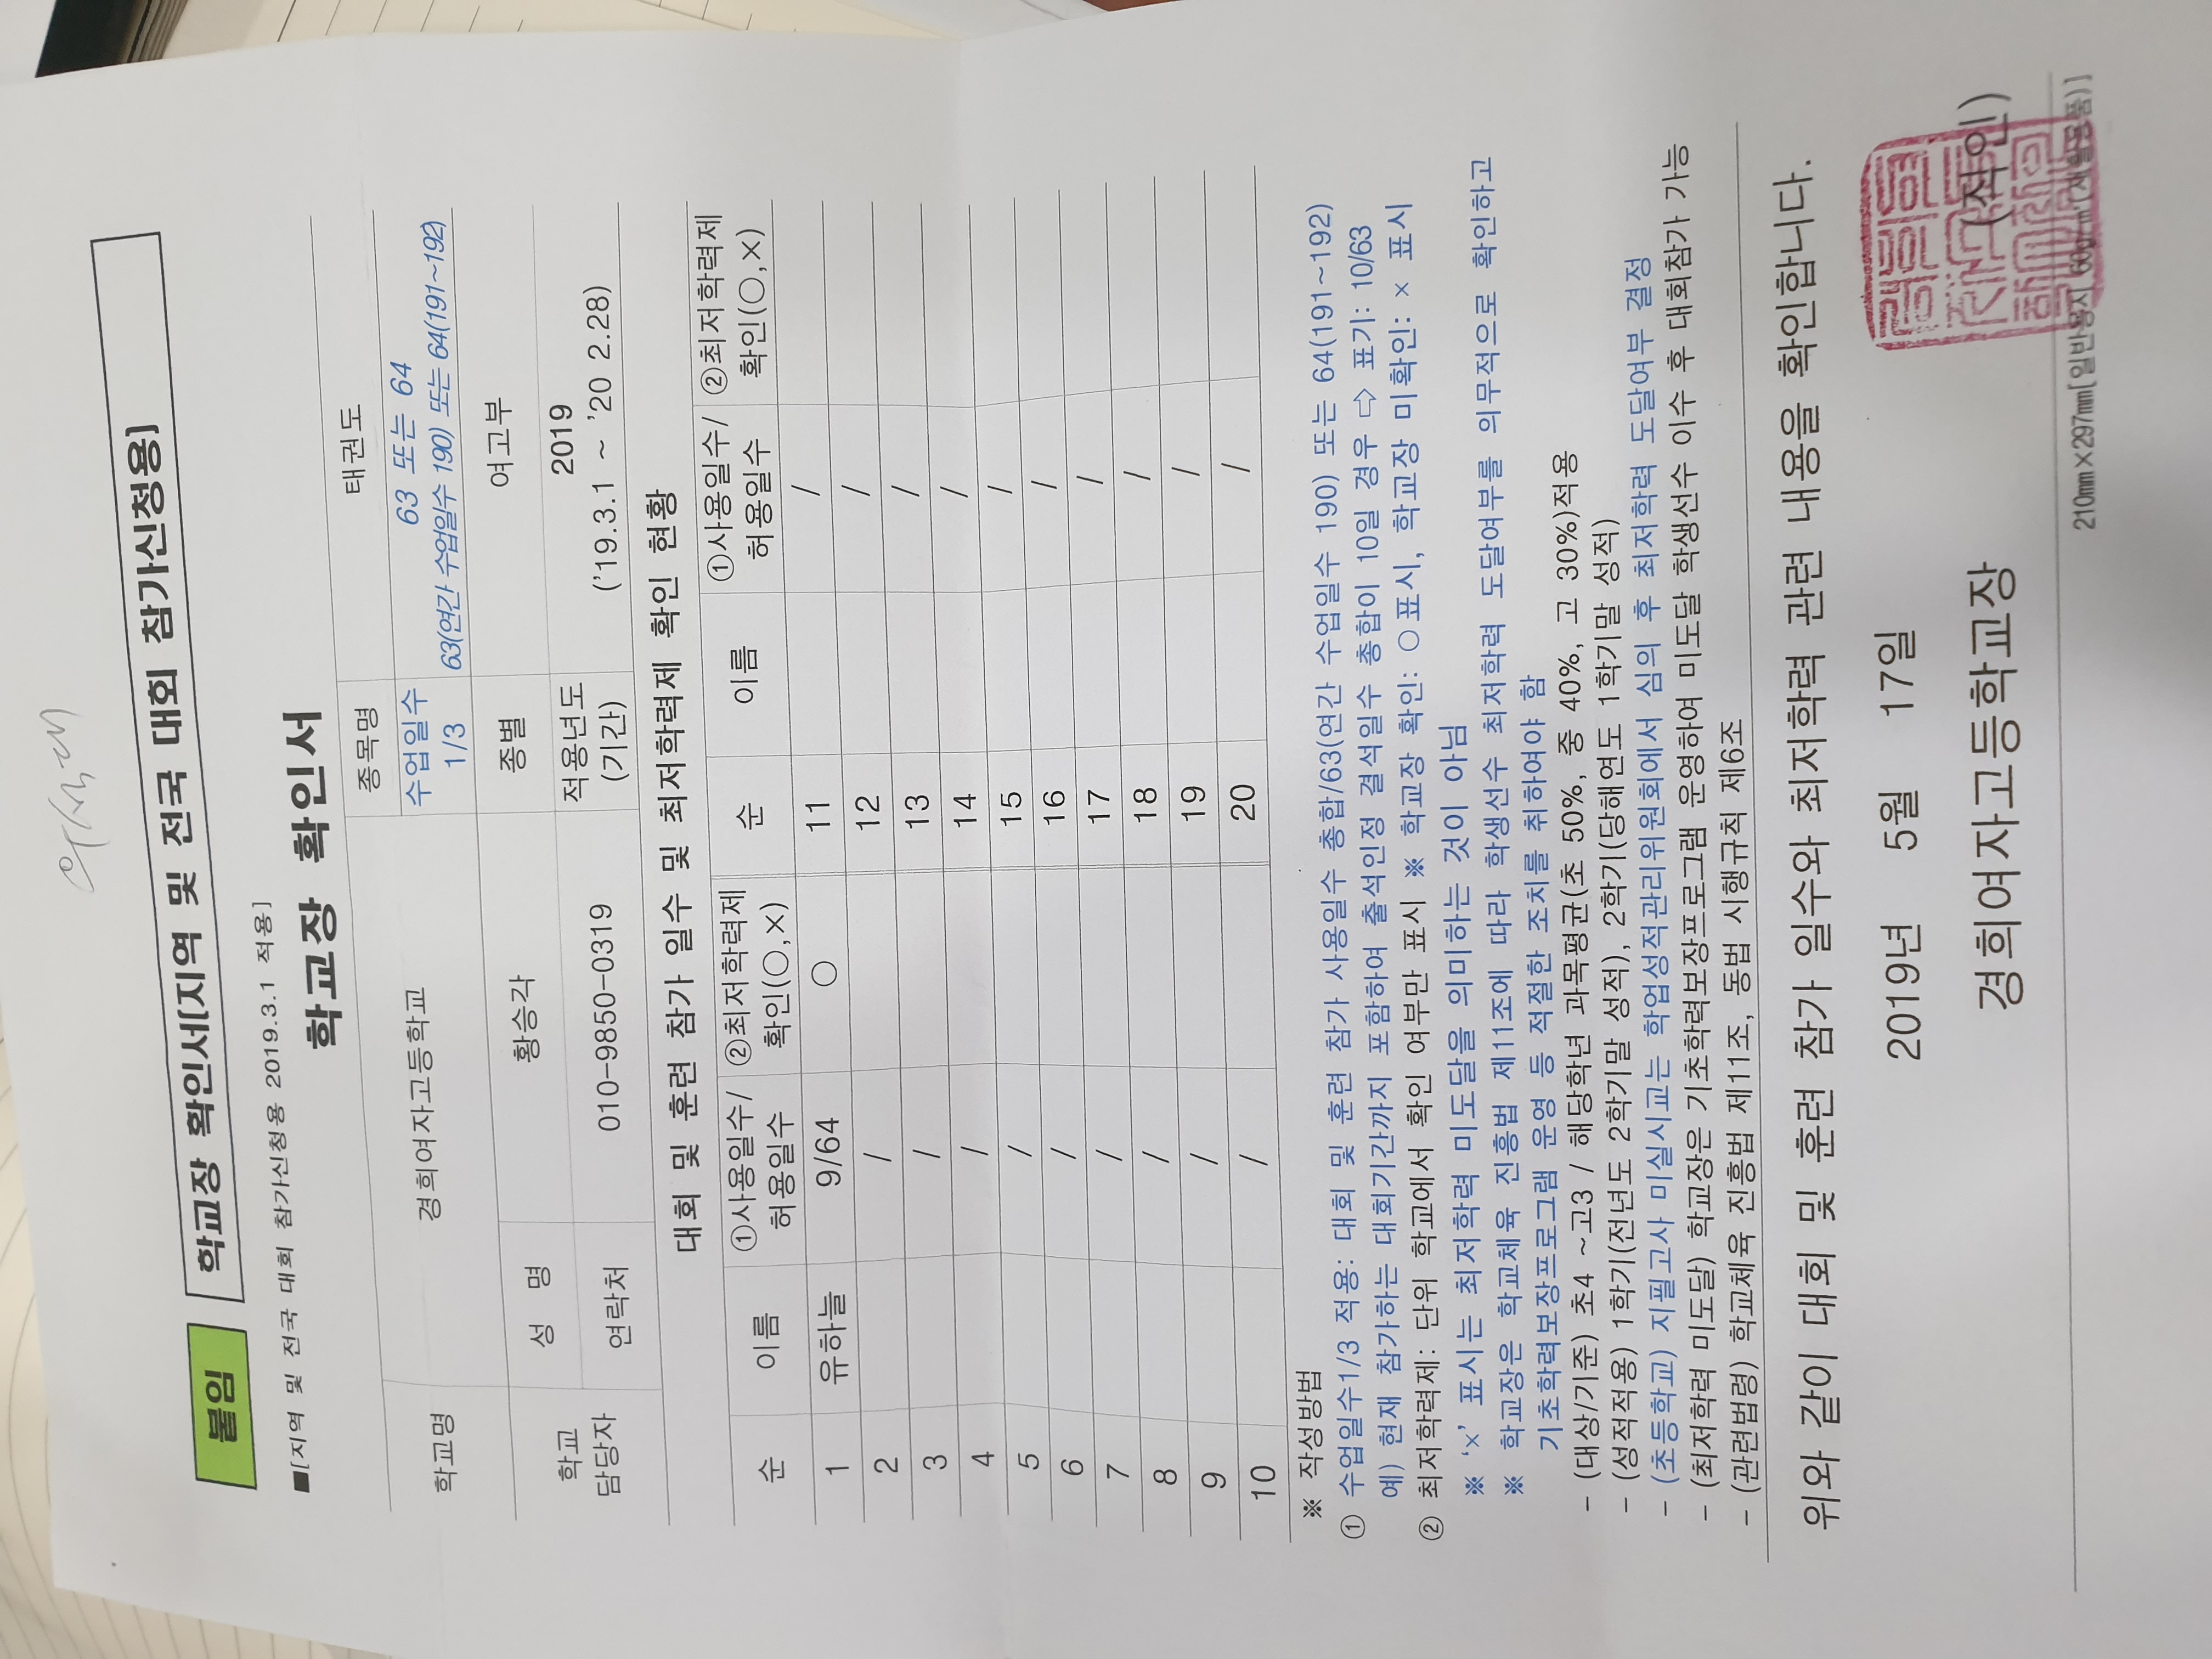 붙임 학교장 확인서[지역 및 전국 대회 참가신청용]
■[지역 및 전국 대회 참가신청용 2019.3.1 적용]
학교장 확인서
학교명 경희여자고등학교 종목명 태권도
수업일수 1/3 63 또는 64
63(연간 수업일수 190) 또는 64(191~192)
학교 담당자 성 명 황승각 종별 여고부
연락처 010-9850-0319 적용년도 (기간) 2019
('19.3.1 ~ '20 2.28)
대회 및 훈련 참가 일수 및 최저학력제 확인 현황
순 이름 ①사용일수/허용일수 ②최저학력제 확인(○,×) 순 이름 ①사용일수/허용일수 ②최저학력제 확인(○,×)
1 유하늘 9/64 ○ 11 /
2 / 12 /
3 / 13 /
4 / 14 /
5 / 15 /
6 / 16 /
7 / 17 /
8 / 18 /
9 / 19 /
10 / 20 /
※ 작성방법
① 수업일수1/3 적용: 대회 및 훈련 참가 사용일수 총합/63(연간 수업일수 190) 또는 64(191~192)
예) 현재 참가하는 대회기간까지 포함하여 출석인정 결석일수 총합이 10일 경우 ⇨ 표기: 10/63
② 최저학력제: 단위 학교에서 확인 여부만 표시 ※ 학교장 확인: ○표시, 학교장 미확인: × 표시
※ '×' 표시는 최저학력 미도달을 의미하는 것이 아님
※ 학교장은 학교체육 진흥법 제11조에 따라 학생선수 최저학력 도달여부를 의무적으로 확인하고
기초학력보장프로그램 운영 등 적절한 조치를 취하여야 함
- (대상/기준) 초4 ~고3 / 해당학년 과목평균(초 50%, 중 40%, 고 30%)적용
- (성적적용) 1학기(전년도 2학기말 성적), 2학기(당해연도 1학기말 성적)
- (초등학교) 지필고사 미실시교는 학업성적관리위원회에서 심의 후 최저학력 도달여부 결정
- (최저학력 미도달) 학교장은 기초학력보장프로그램 운영하여 미도달 학생선수 이수 후 대회참가 가능
- (관련법령) 학교체육 진흥법 제11조, 동법 시행규칙 제6조
위와 같이 대회 및 훈련 참가 일수와 최저학력 관련 내용을 확인합니다.
2019년 5월 17일
경희여자고등학교장 (직인)
210㎜×297㎜[일반용지 60g/㎡(재활용품)]